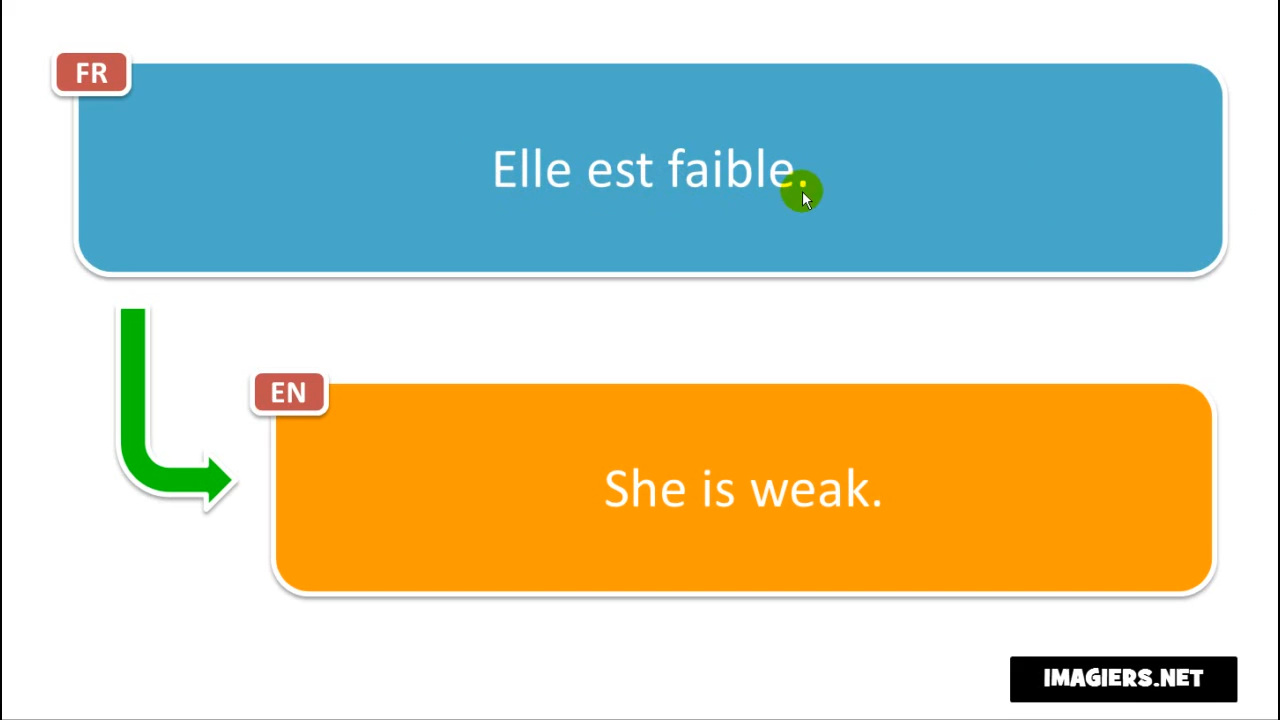 FR
Elle est faible.
EN
She is weak.
IMAGIERS.NET